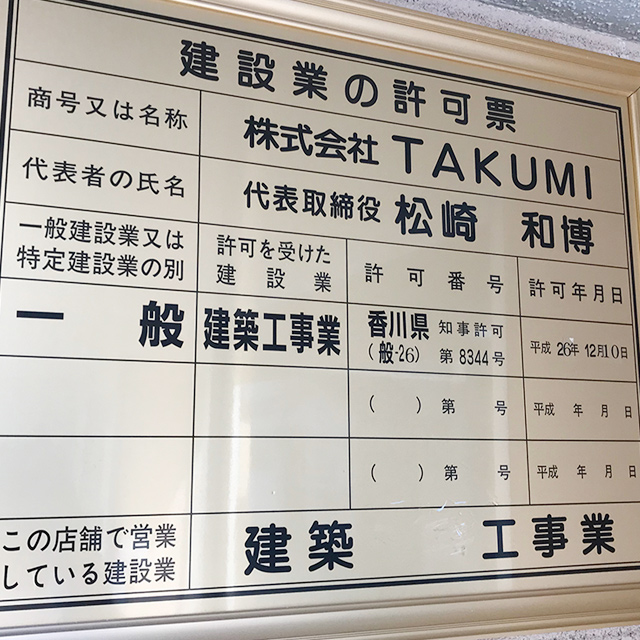 建設業の許可票
商号又は名称 株式会社 TAKUMI
代表者の氏名 代表取締役 松崎 和博
一般建設業又は
特定建設業の別
許可を受けた
建設業
許可番号
許可年月日
一般
建築工事業
香川県 知事許可
(般-26) 第8344号
平成 26年 12月10日
( ) 第 号
平成 年 月 日
( ) 第 号
平成 年 月 日
この店舗で営業
している建設業
建築 工事業